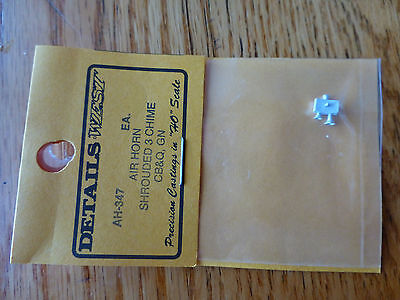 DETAILS WEST
AH-347 EA.
AIR HORN
SHROUDED 3 CHIME
CB&Q, GN
Precision Castings in "HO" Scale